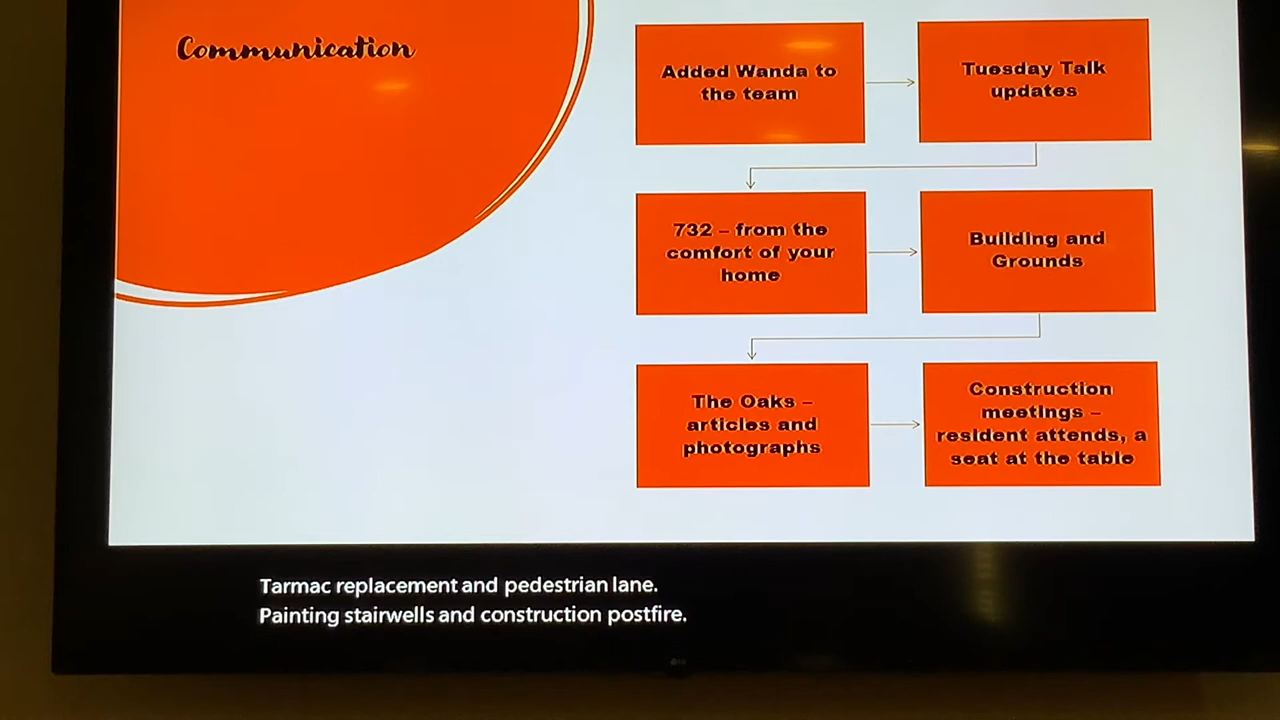 Communication
Added Wanda to
the team
Tuesday Talk
updates
732 – from the
comfort of your
home
Building and
Grounds
The Oaks –
articles and
photographs
Construction
meetings –
resident attends, a
seat at the table
Tarmac replacement and pedestrian lane.
Painting stairwells and construction postfire.
LG